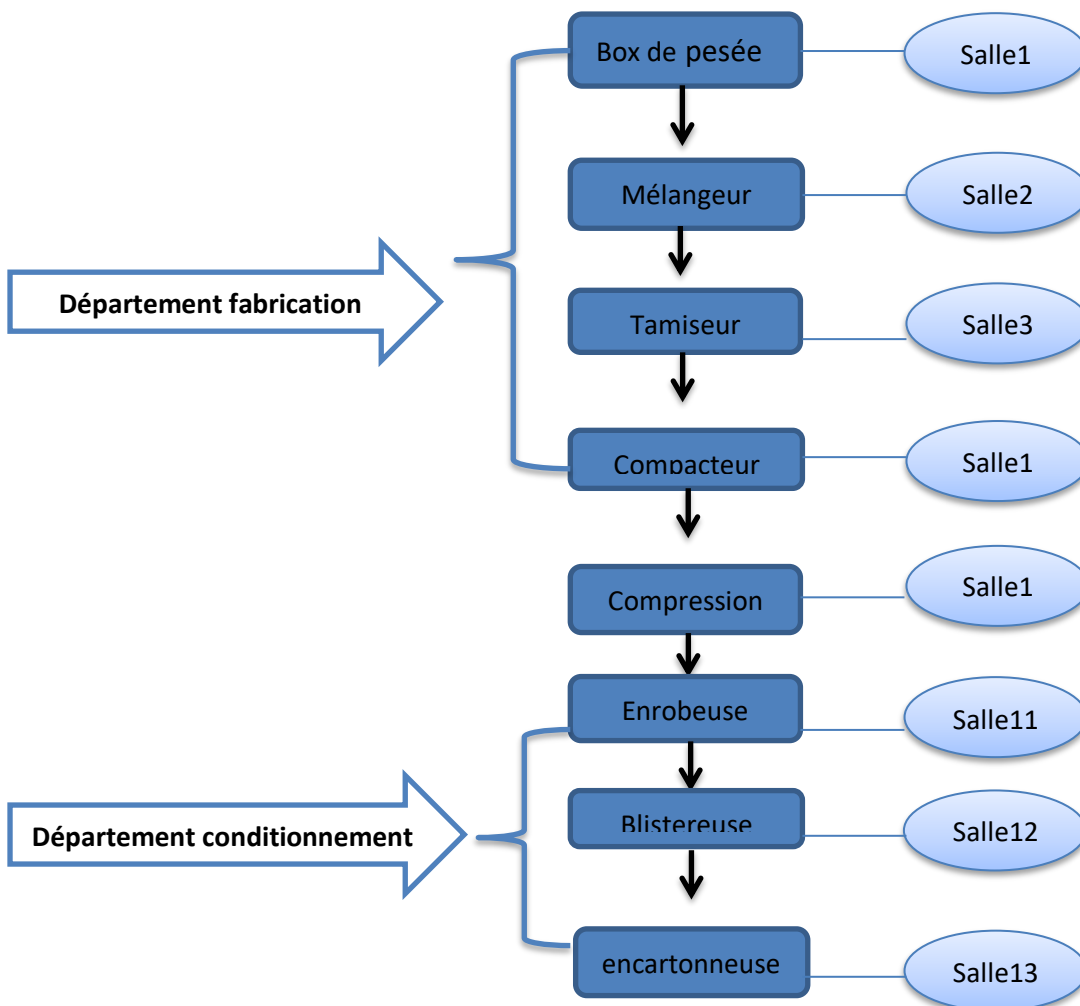 Box de pesée
Salle1
Mélangeur
Salle2
Département fabrication
Tamiseur
Salle3
Compacteur
Salle1
Compression
Salle1
Enrobeuse
Salle11
Département conditionnement
Blistereuse
Salle12
encartonneuse
Salle13